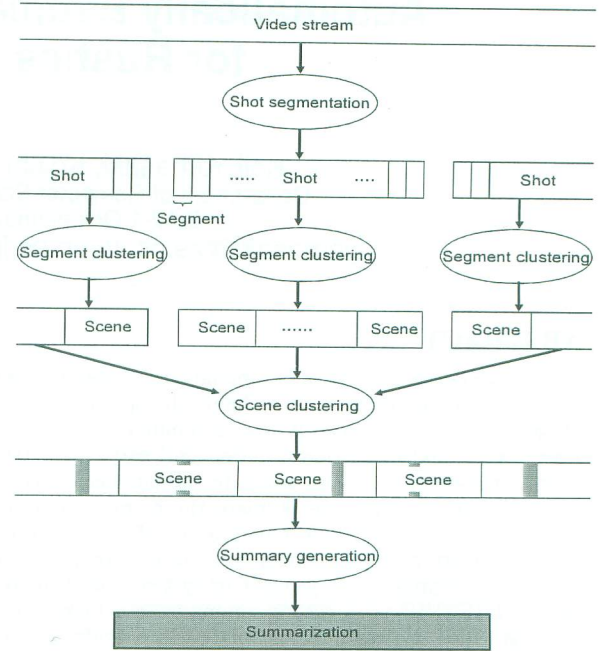 Video stream
Shot segmentation
Shot
..... Shot ....
Shot
Segment
Segment clustering
Segment clustering
Segment clustering
Scene
Scene ...... Scene
Scene
Scene clustering
Scene
Scene
Scene
Summary generation
Summarization